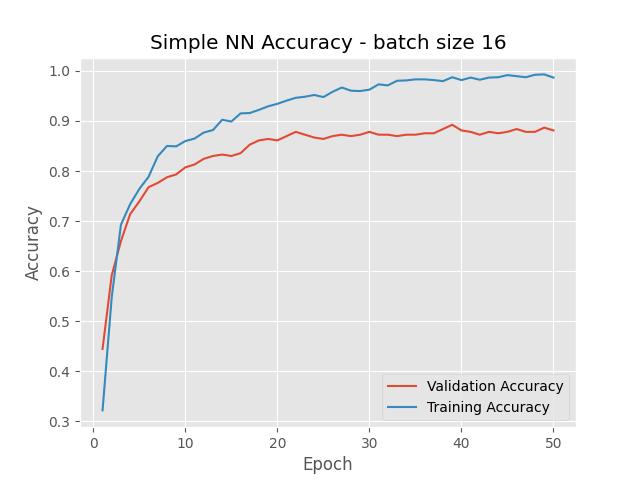 Simple NN Accuracy - batch size 16
1.0
0.9
0.8
0.7
0.6
0.5
0.4
0.3
Accuracy
Validation Accuracy
Training Accuracy
0 10 20 30 40 50
Epoch